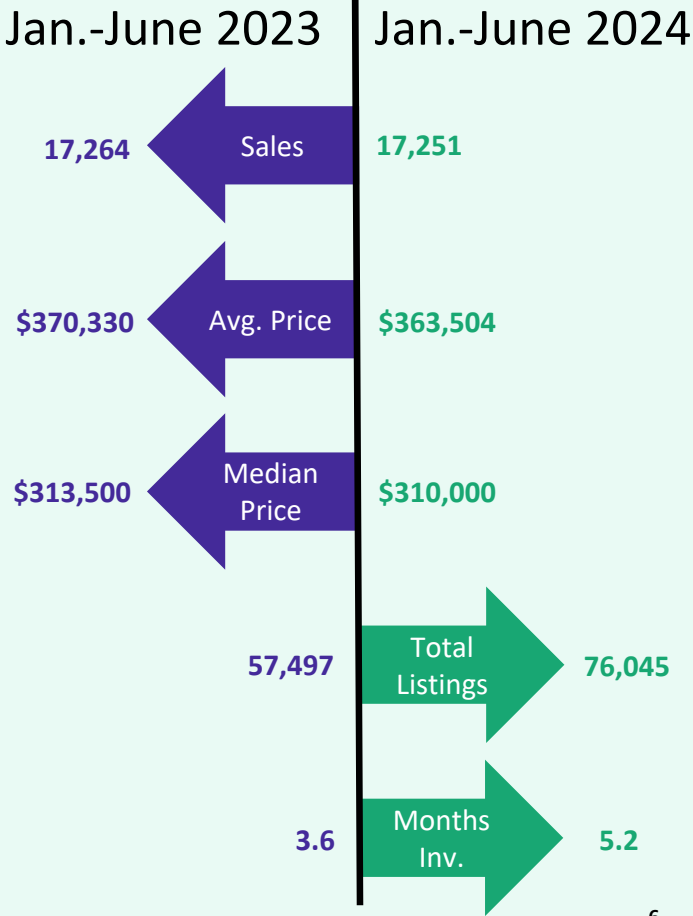 Jan.-June 2023
Jan.-June 2024
17,264
Sales
17,251
$370,330
Avg. Price
$363,504
$313,500
Median
Price
$310,000
57,497
Total
Listings
76,045
3.6
Months
Inv.
5.2